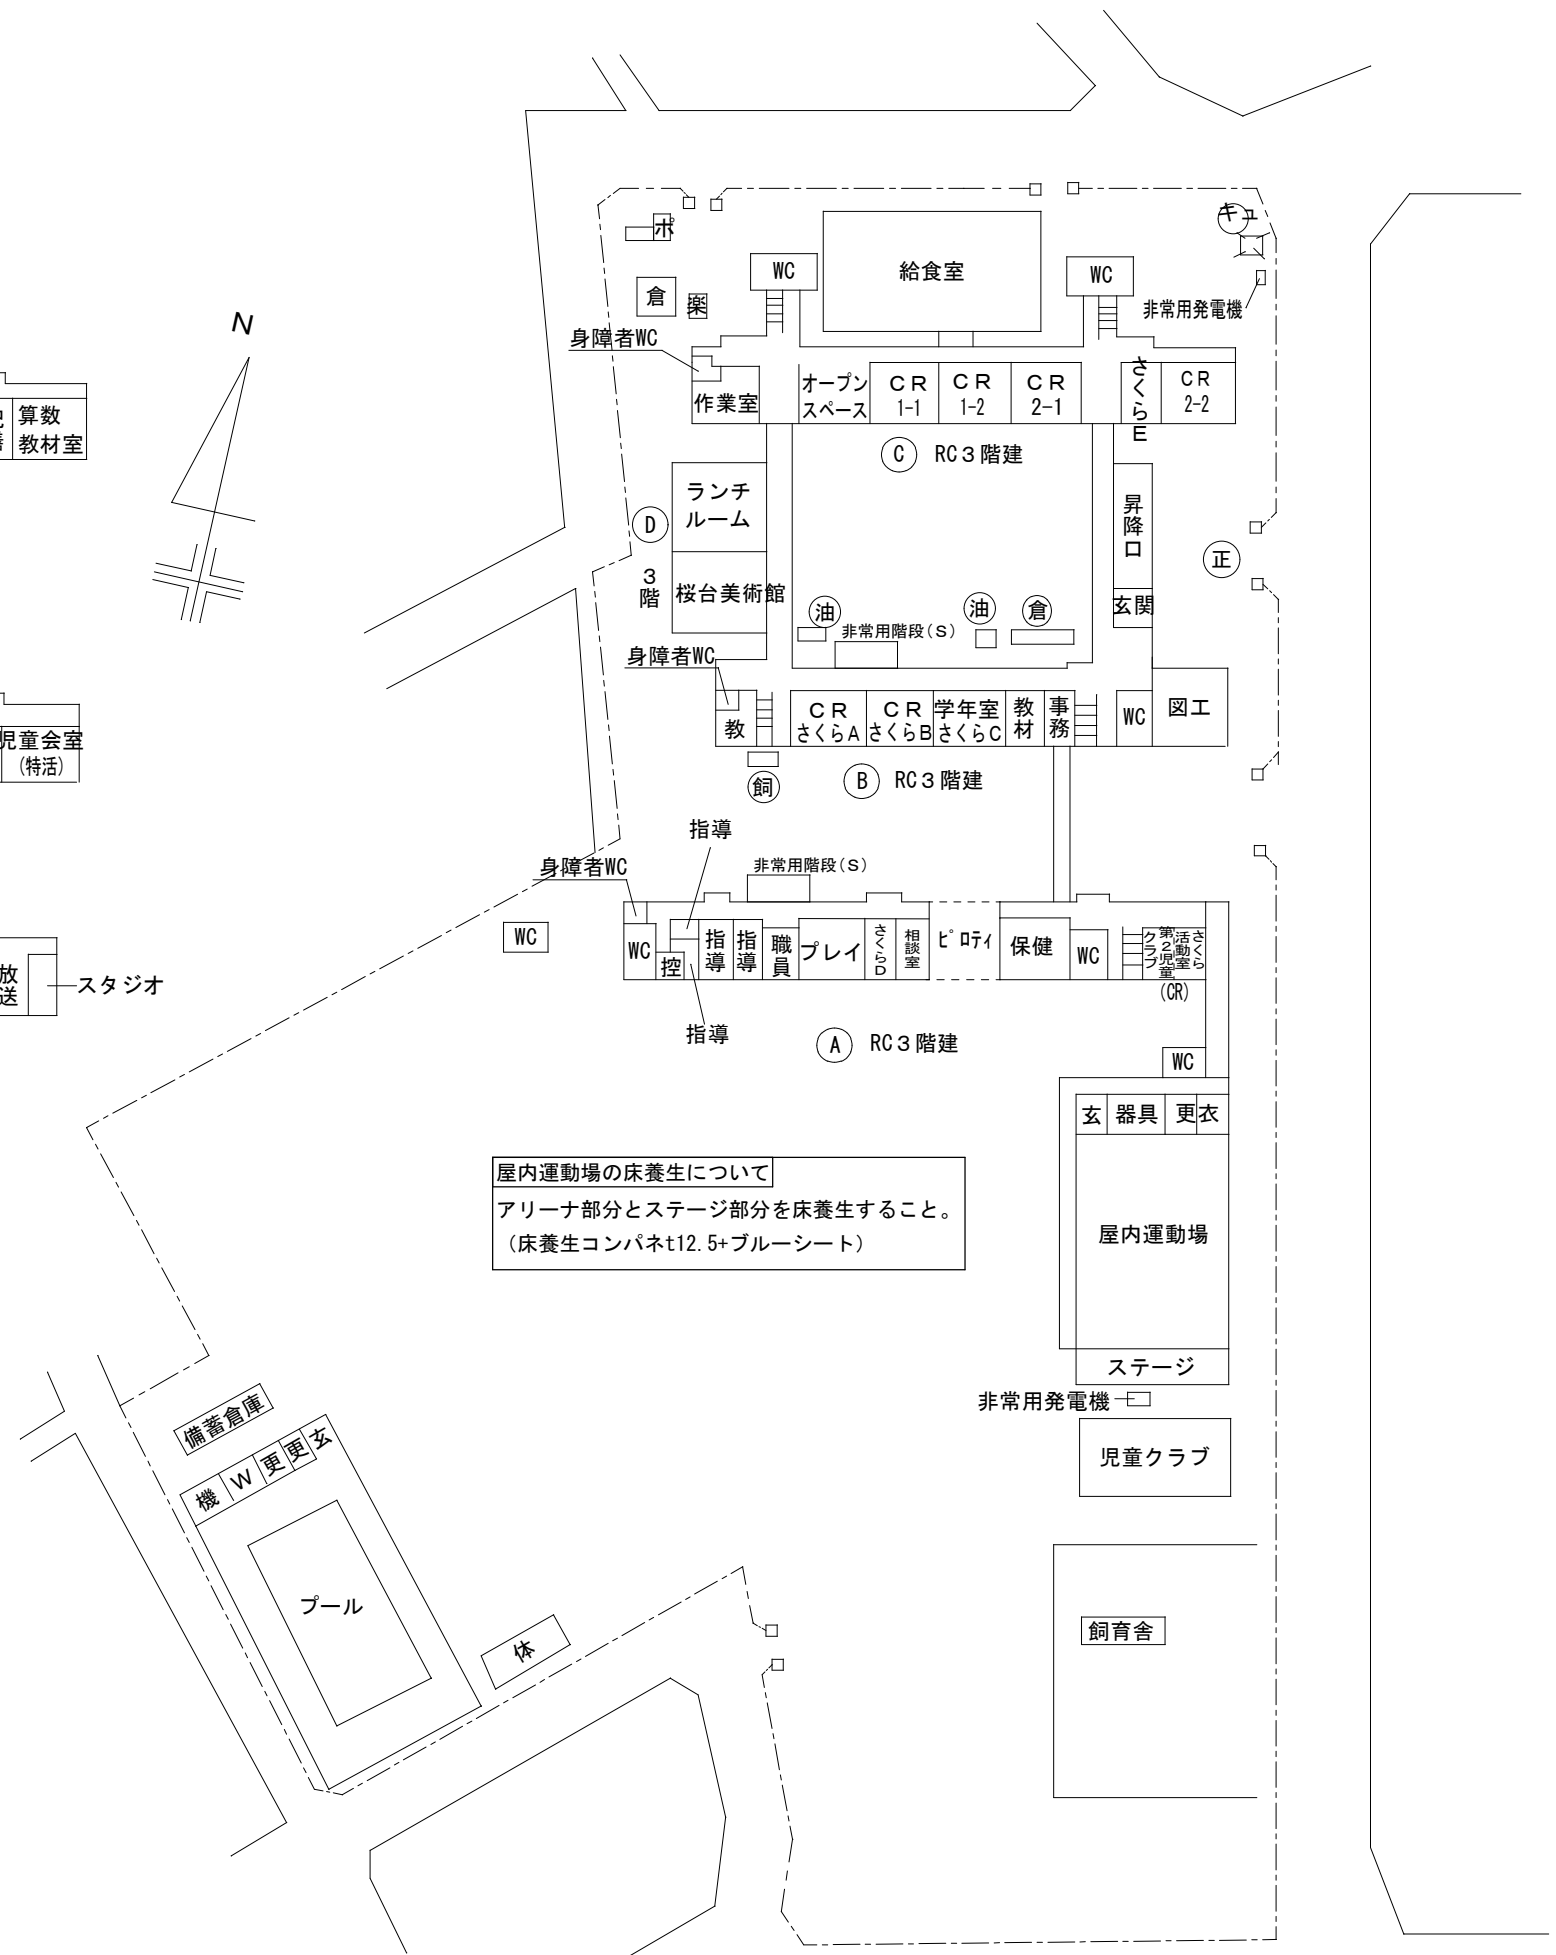 キュ
ポ
WC
給食室
WC
倉
楽
非常用発電機
N
身障者WC
作業室
オープン
スペース
CR
1-1
CR
1-2
CR
2-1
さくらE
CR
2-2
算数
教材室
C
RC3階建
ランチ
ルーム
D
3階
桜台美術館
昇降口
玄関
正
油
油
倉
非常用階段(S)
身障者WC
教
CR
さくらA
CR
さくらB
学年室
さくらC
教材
事務
WC
図工
児童会室
(特活)
飼
B
RC3階建
指導
非常用階段(S)
身障者WC
WC
WC
控
指導
指導
職員
プレイ
さくらD
相談室
ピロティ
保健
WC
第2児童
クラブ
さくら
活動室
(CR)
放送
スタジオ
指導
A
RC3階建
WC
玄
器具
更衣
屋内運動場の床養生について
アリーナ部分とステージ部分を床養生すること。
(床養生コンパネt12.5+ブルーシート)
屋内運動場
ステージ
非常用発電機
児童クラブ
備蓄倉庫
機
W
更
更
玄
プール
体
飼育舎